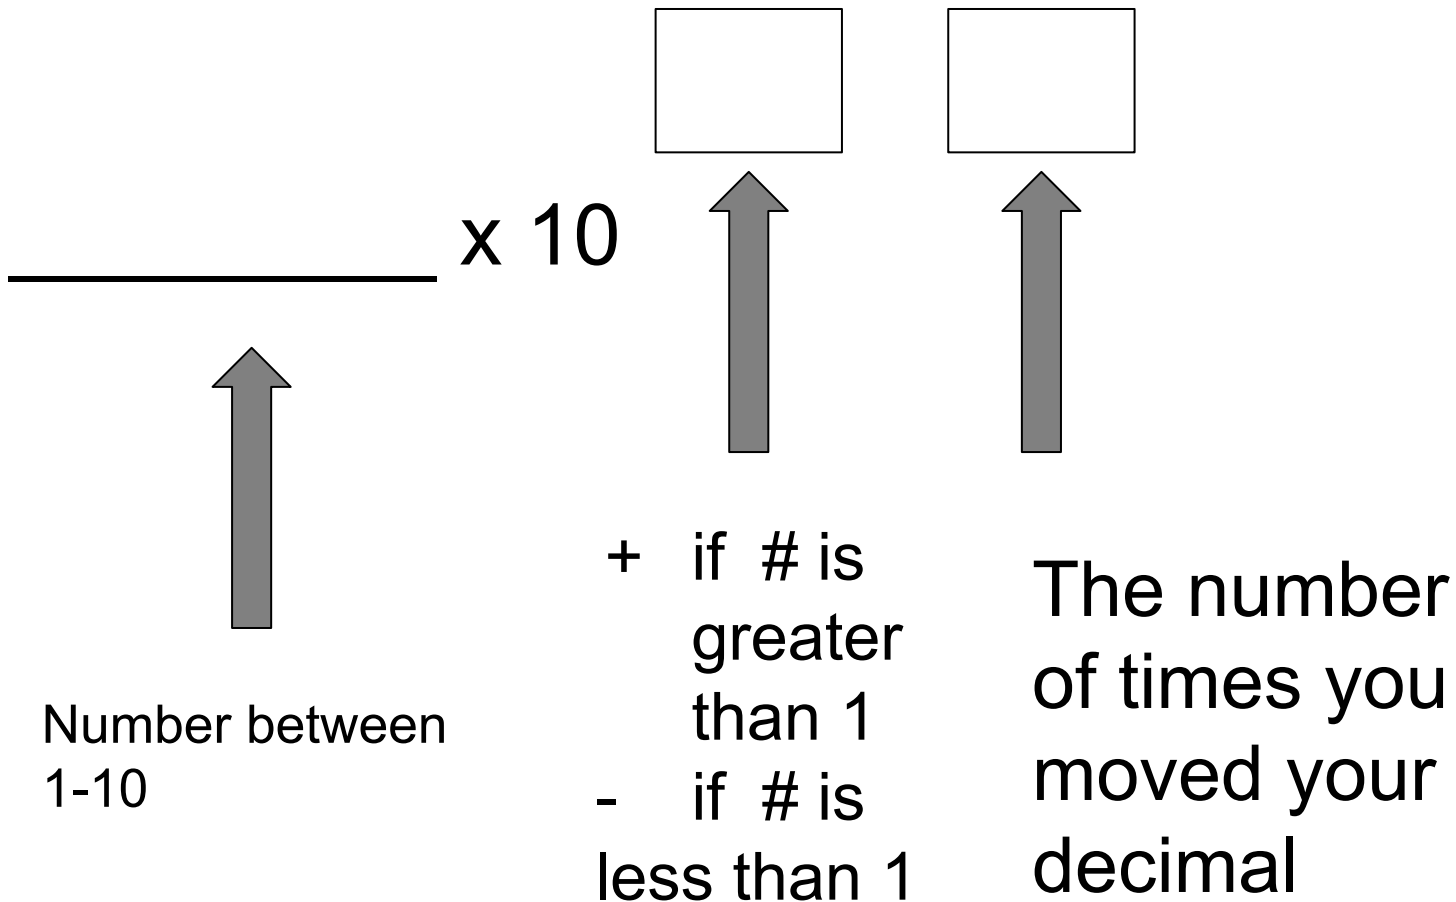 x 10
Number between
1-10
+ if # is
greater
than 1
- if # is
less than 1
The number
of times you
moved your
decimal